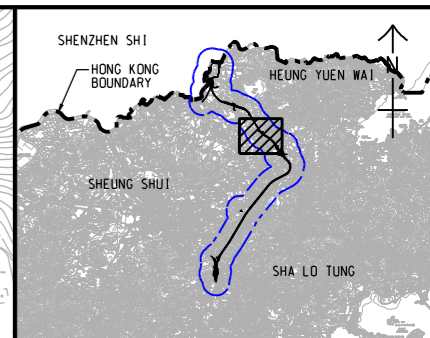 SHENZHEN SHI
HONG KONG
BOUNDARY
HEUNG YUEN WAI
N
SHEUNG SHUI
SHA LO TUNG